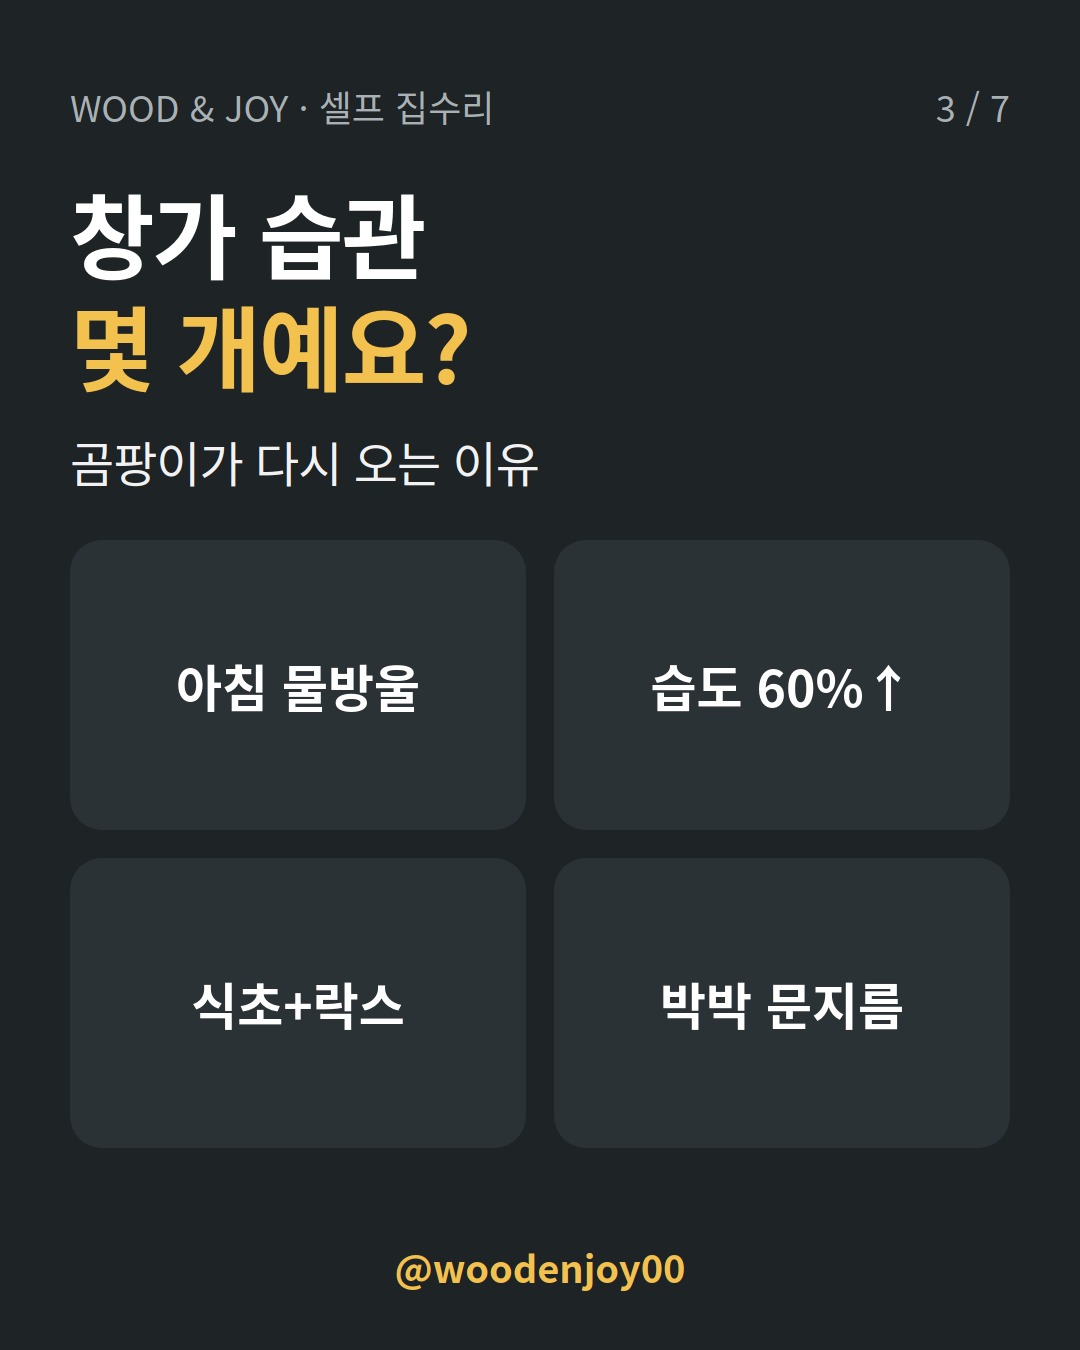 WOOD & JOY · 셀프 집수리
3 / 7
창가 습관
몇 개예요?
곰팡이가 다시 오는 이유
아침 물방울
습도 60%↑
식초+락스
박박 문지름
@woodenjoy00